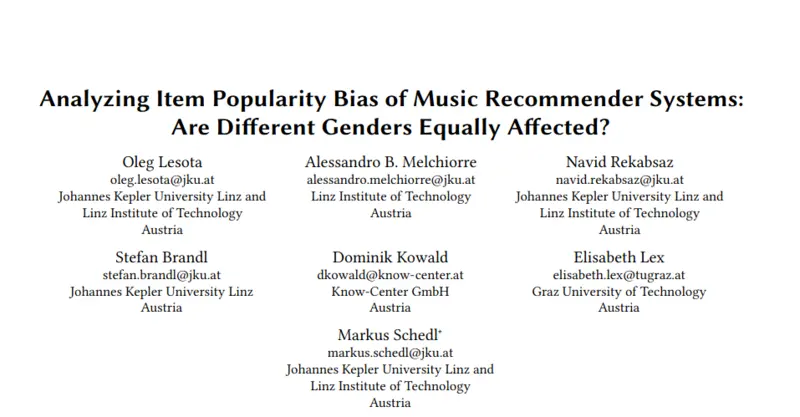 Analyzing Item Popularity Bias of Music Recommender Systems:
Are Different Genders Equally Affected?
Oleg Lesota
oleg.lesota@jku.at
Johannes Kepler University Linz and
Linz Institute of Technology
Austria
Alessandro B. Melchiorre
alessandro.melchiorre@jku.at
Linz Institute of Technology
Austria
Navid Rekabsaz
navid.rekabsaz@jku.at
Johannes Kepler University Linz and
Linz Institute of Technology
Austria
Stefan Brandl
stefan.brandl@jku.at
Johannes Kepler University Linz
Austria
Dominik Kowald
dkowald@know-center.at
Know-Center GmbH
Austria
Elisabeth Lex
elisabeth.lex@tugraz.at
Graz University of Technology
Austria
Markus Schedl*
markus.schedl@jku.at
Johannes Kepler University Linz and
Linz Institute of Technology
Austria